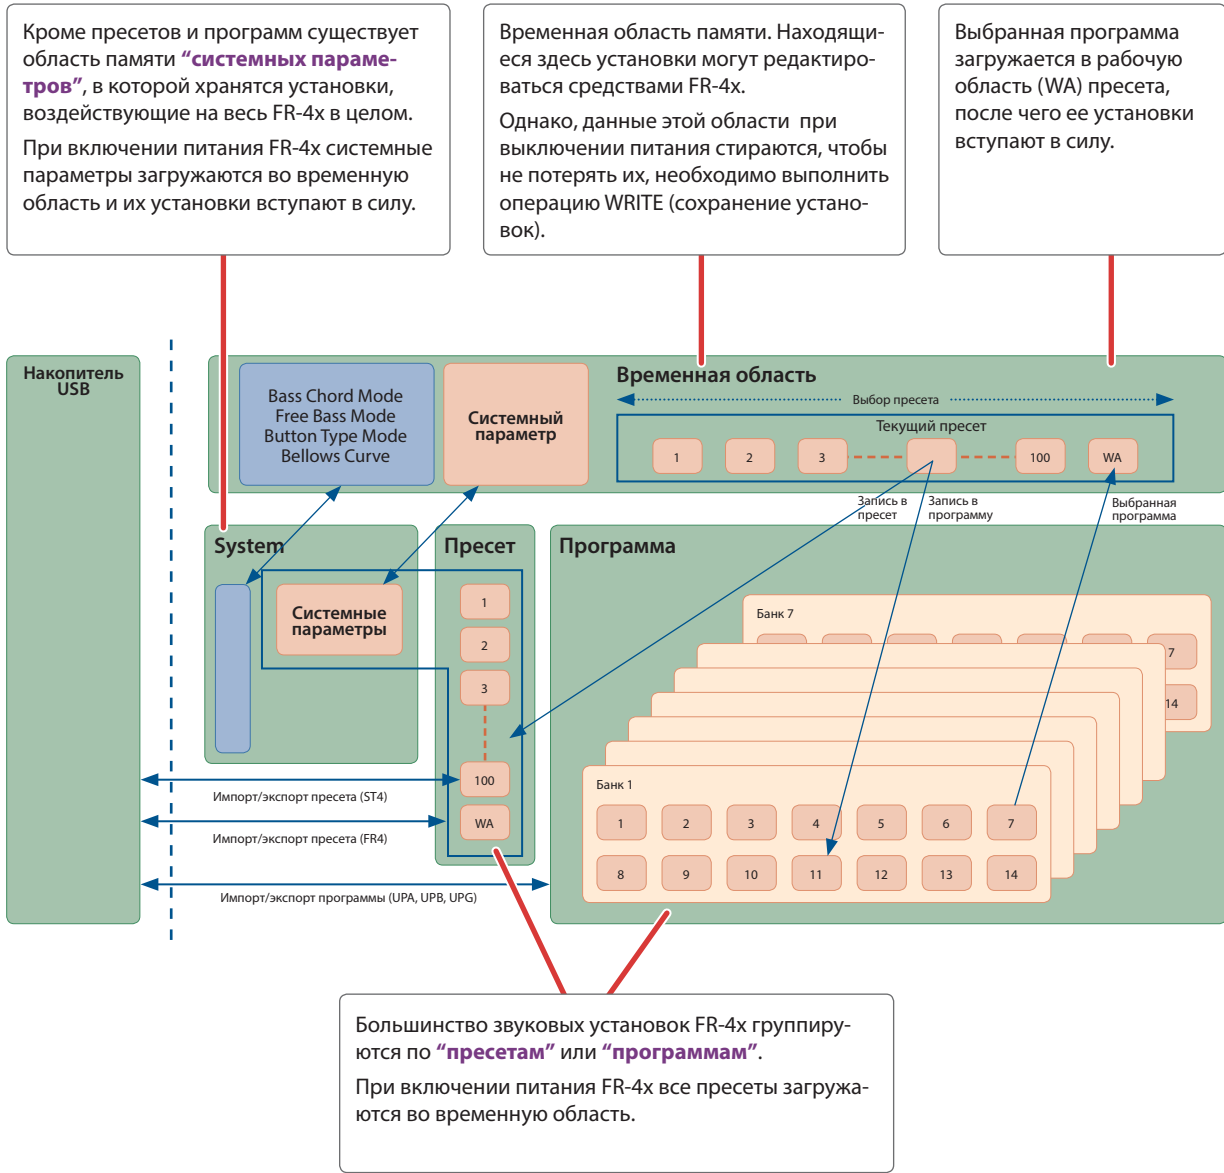 Кроме пресетов и программ существует
область памяти “системных параме-
тров”, в которой хранятся установки,
воздействующие на весь FR-4x в целом.
При включении питания FR-4x системные
параметры загружаются во временную
область и их установки вступают в силу.
Временная область памяти. Находящи-
еся здесь установки могут редактиро-
ваться средствами FR-4x.
Однако, данные этой области при
выключении питания стираются, чтобы
не потерять их, необходимо выполнить
операцию WRITE (сохранение устано-
вок).
Выбранная программа
загружается в рабочую
область (WA) пресета,
после чего ее установки
вступают в силу.
Накопитель
USB
Bass Chord Mode
Free Bass Mode
Button Type Mode
Bellows Curve
Системный
параметр
Временная область
Выбор пресета
Текущий пресет
1 2 3 100 WA
Запись в
пресет
Запись в
программу
Выбранная
программа
System
Системные
параметры
Пресет
1
2
3
100
WA
Программа
Банк 7
7
14
Банк 1
1 2 3 4 5 6 7
8 9 10 11 12 13 14
Импорт/экспорт пресета (ST4)
Импорт/экспорт пресета (FR4)
Импорт/экспорт программы (UPA, UPB, UPG)
Большинство звуковых установок FR-4x группиру-
ются по “пресетам” или “программам”.
При включении питания FR-4x все пресеты загружа-
ются во временную область.